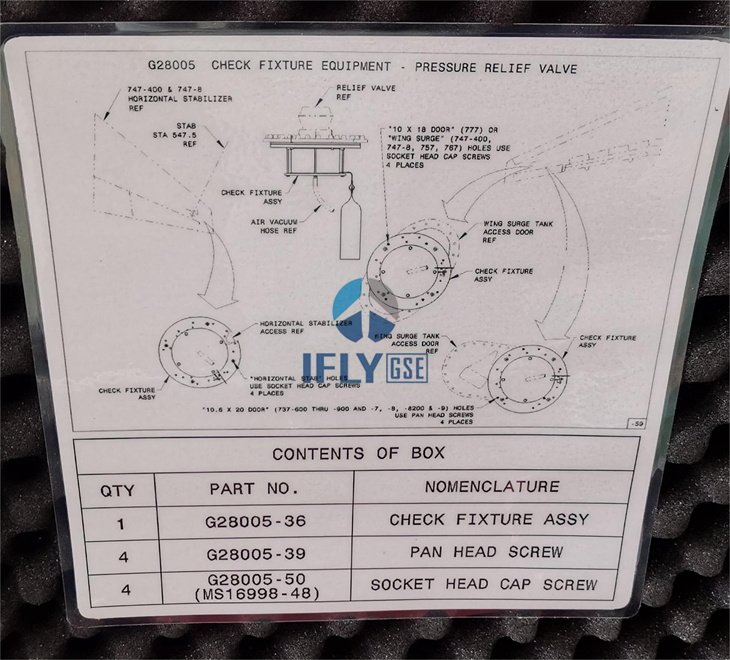 G28005 CHECK FIXTURE EQUIPMENT - PRESSURE RELIEF VALVE
747-400 & 747-8
HORIZONTAL STABILIZER
REF
STAB
STA 547.5
REF
RELIEF VALVE
REF
CHECK FIXTURE
ASSY
AIR VACUUM
HOSE REF
"10 X 18 DOOR" (777) OR
"WING SURGE" (747-400,
747-8, 757, 767) HOLES USE
SOCKET HEAD CAP SCREWS
4 PLACES
WING SURGE TANK
ACCESS DOOR
REF
CHECK FIXTURE
ASSY
HORIZONTAL STABILIZER
ACCESS REF
WING SURGE TANK
ACCESS DOOR
REF
CHECK FIXTURE
ASSY
IFLY GSE
CHECK FIXTURE
ASSY
"HORIZONTAL STAB" HOLES
USE SOCKET HEAD CAP SCREWS
4 PLACES
"10.6 X 20 DOOR" (737-600 THRU -900 AND -7, -8, -8200 & -9) HOLES
USE PAN HEAD SCREWS
4 PLACES
-59
CONTENTS OF BOX
QTY PART NO. NOMENCLATURE
1 G28005-36 CHECK FIXTURE ASSY
4 G28005-39 PAN HEAD SCREW
4 G28005-50 (MS16998-48) SOCKET HEAD CAP SCREW